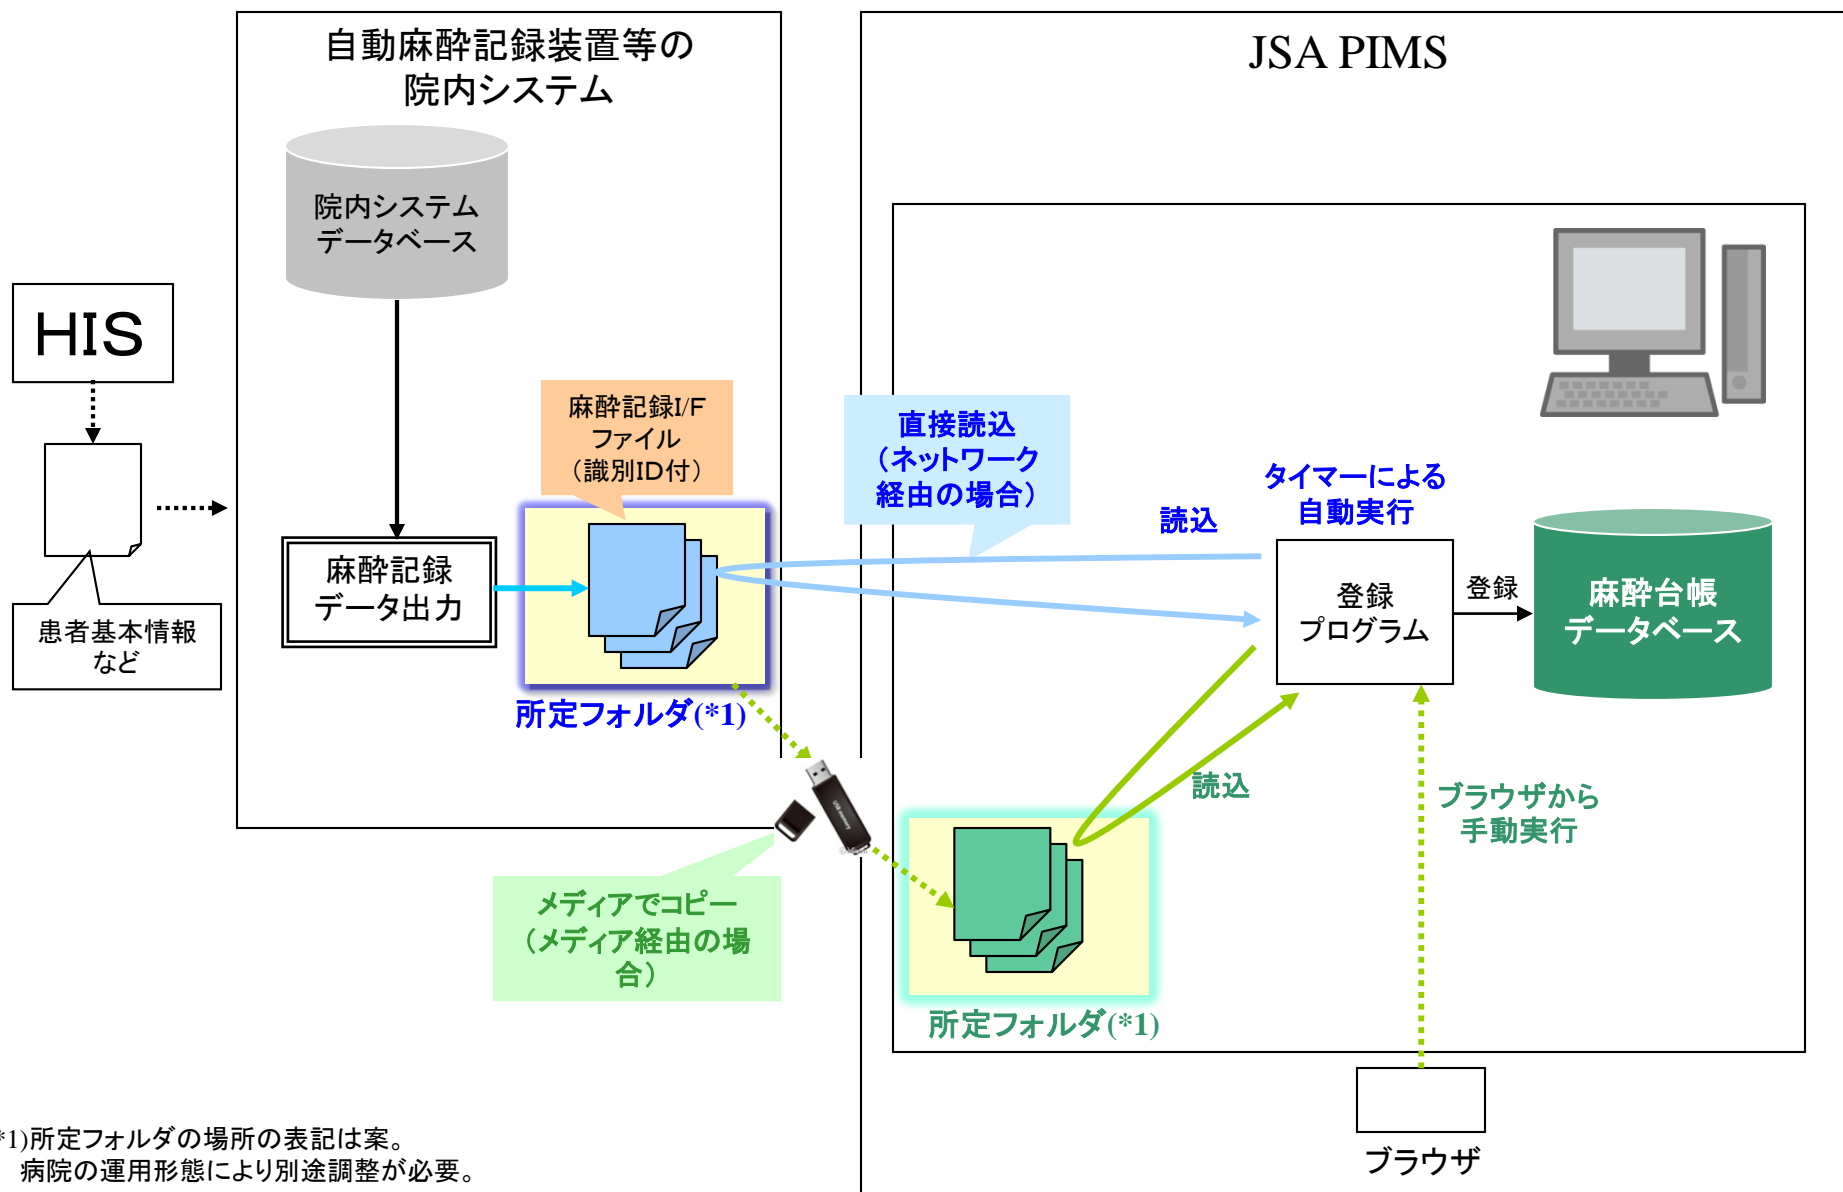 自動麻酔記録装置等の
院内システム
JSA PIMS
院内システム
データベース
HIS
患者基本情報
など
麻酔記録
データ出力
麻酔記録I/F
ファイル
（識別ID付）
所定フォルダ(*1)
直接読込
（ネットワーク
経由の場合）
読込
タイマーによる
自動実行
登録
プログラム
登録
麻酔台帳
データベース
読込
ブラウザから
手動実行
USB memory
メディアでコピー
（メディア経由の場
合）
所定フォルダ(*1)
ブラウザ
*1)所定フォルダの場所の表記は案。
病院の運用形態により別途調整が必要。